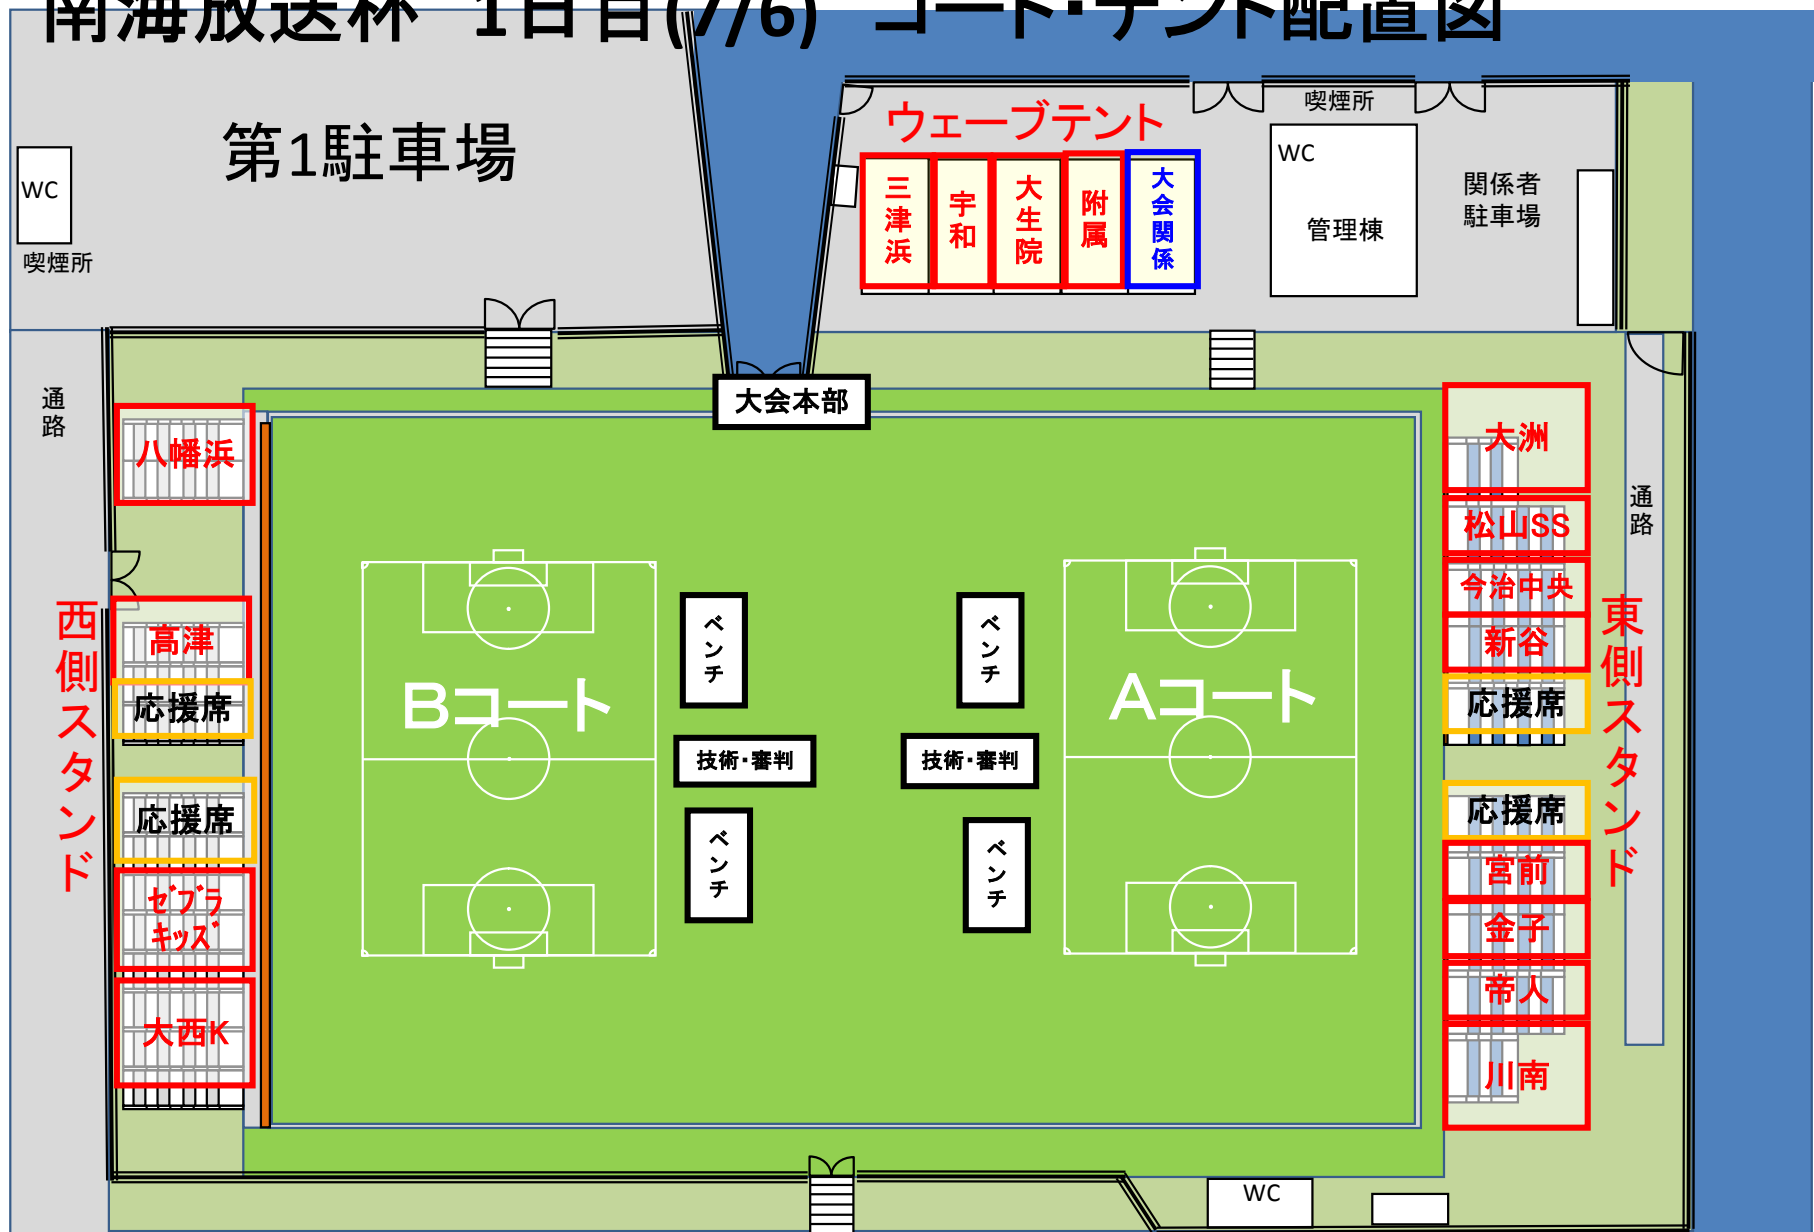 南海放送杯 1日目(7/6) コート・テント配置図
第1駐車場
WC
喫煙所
ウェーブテント
三津浜
宇和
大生院
附属
大会関係
喫煙所
WC
管理棟
関係者
駐車場
通路
大会本部
八幡浜
西側スタンド
高津
応援席
応援席
ゼブラ
キッズ
大西K
Bコート
ベンチ
技術・審判
ベンチ
ベンチ
技術・審判
ベンチ
Aコート
大洲
松山SS
今治中央
新谷
応援席
応援席
宮前
金子
帝人
川南
東側スタンド
通路
WC